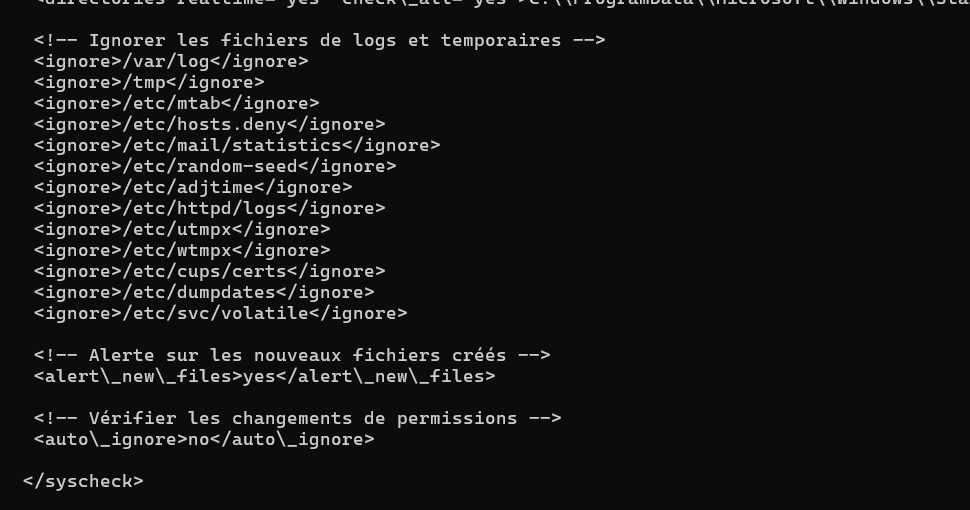 <directories realtime="yes" check\_all="yes">C:\\ProgramData\\Microsoft\\Windows\\Sta
<!-- Ignorer les fichiers de logs et temporaires -->
<ignore>/var/log</ignore>
<ignore>/tmp</ignore>
<ignore>/etc/mtab</ignore>
<ignore>/etc/hosts.deny</ignore>
<ignore>/etc/mail/statistics</ignore>
<ignore>/etc/random-seed</ignore>
<ignore>/etc/adjtime</ignore>
<ignore>/etc/httpd/logs</ignore>
<ignore>/etc/utmpx</ignore>
<ignore>/etc/wtmpx</ignore>
<ignore>/etc/cups/certs</ignore>
<ignore>/etc/dumpdates</ignore>
<ignore>/etc/svc/volatile</ignore>
<!-- Alerte sur les nouveaux fichiers créés -->
<alert\_new\_files>yes</alert\_new\_files>
<!-- Vérifier les changements de permissions -->
<auto\_ignore>no</auto\_ignore>
</syscheck>